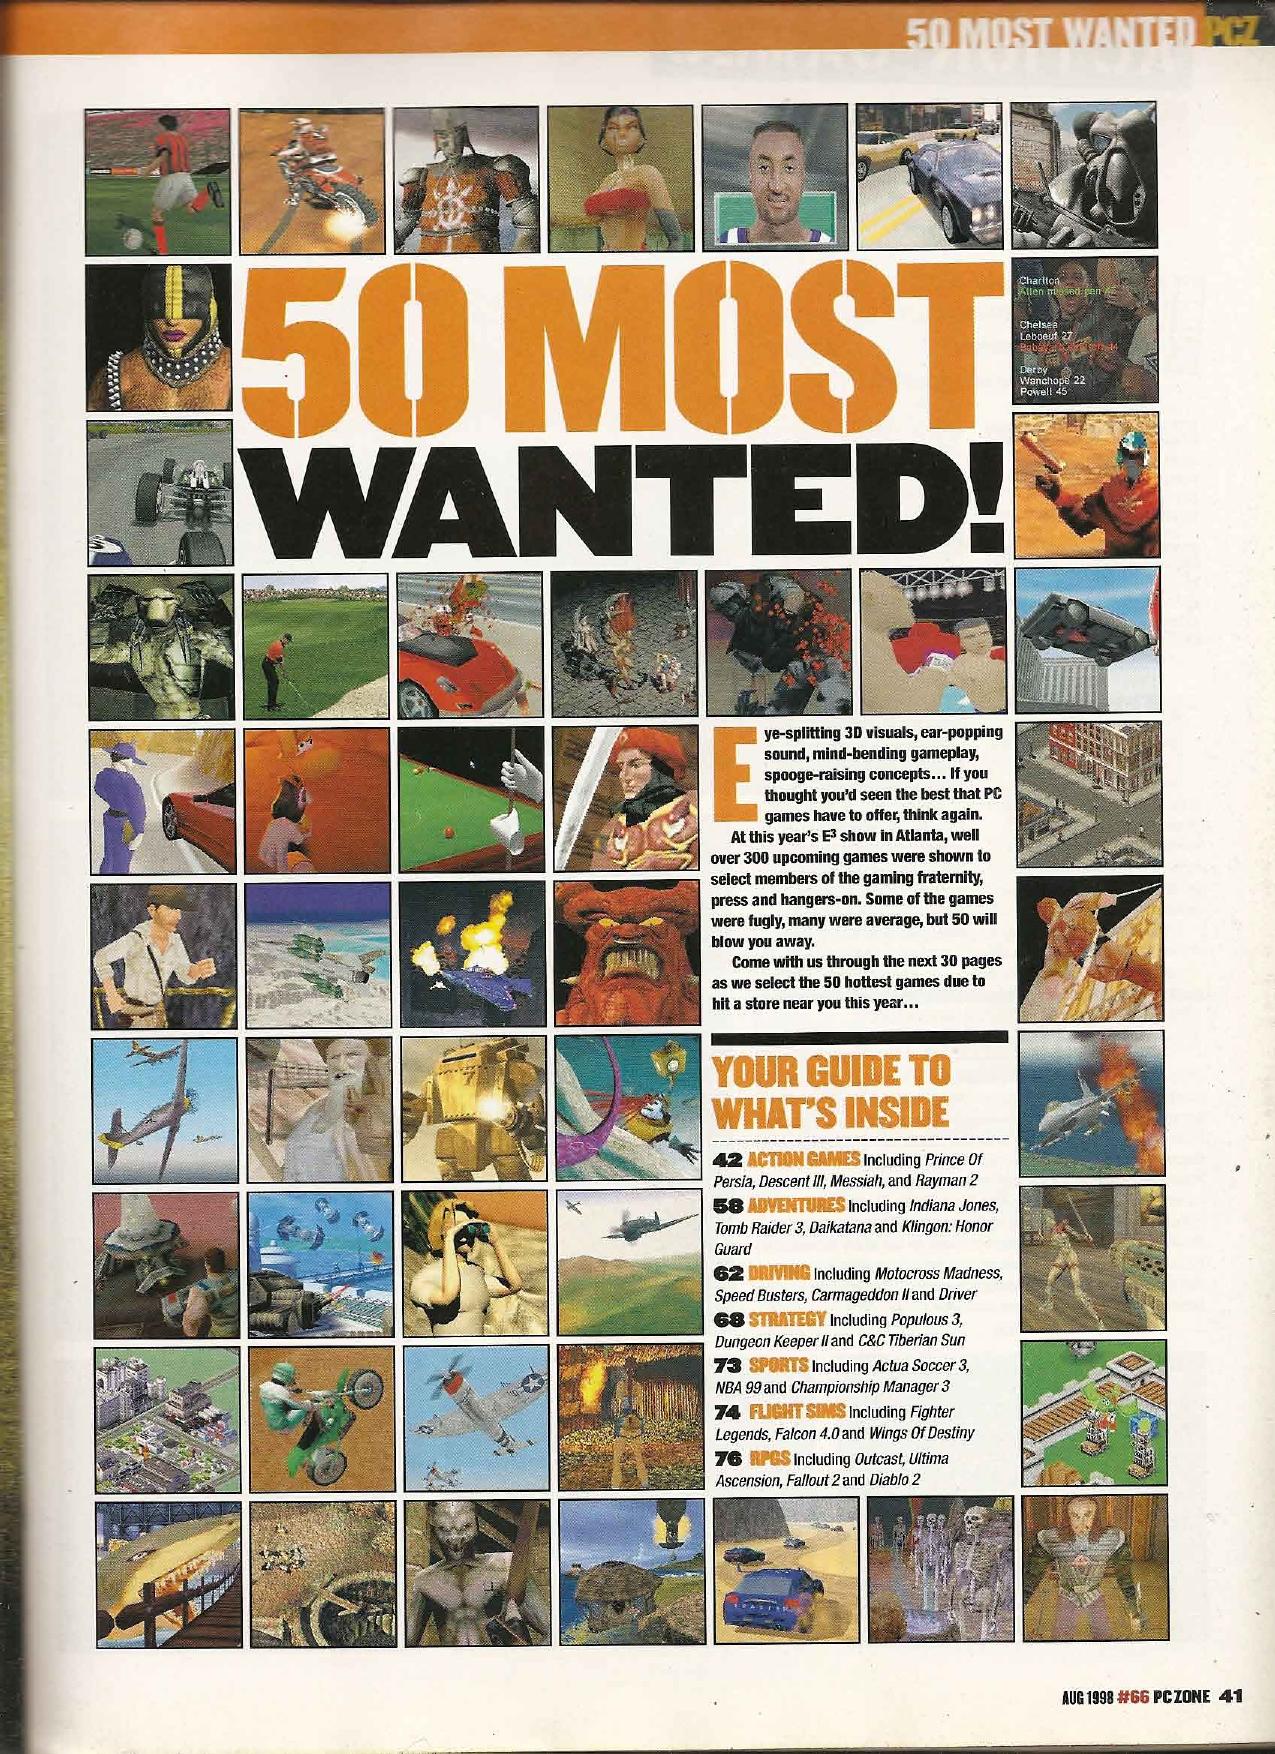 50 MOST WANTED PCZ
50 MOST
WANTED!
Charlton
Allen missed pen
Chelsea
Leboeuf 27
Derby
Wanchope 22
Powell 45
Eye-splitting 3D visuals, ear-popping
sound, mind-bending gameplay,
spooge-raising concepts... If you
thought you'd seen the best that PC
games have to offer, think again.
At this year's E³ show in Atlanta, well
over 300 upcoming games were shown to
select members of the gaming fraternity,
press and hangers-on. Some of the games
were fugly, many were average, but 50 will
blow you away.
Come with us through the next 30 pages
as we select the 50 hottest games due to
hit a store near you this year...
YOUR GUIDE TO
WHAT'S INSIDE
42 ACTION GAMES Including Prince Of
Persia, Descent III, Messiah, and Rayman 2
58 ADVENTURES Including Indiana Jones,
Tomb Raider 3, Daikatana and Klingon: Honor
Guard
62 DRIVING Including Motocross Madness,
Speed Busters, Carmageddon II and Driver
68 STRATEGY Including Populous 3,
Dungeon Keeper II and C&C Tiberian Sun
73 SPORTS Including Actua Soccer 3,
NBA 99 and Championship Manager 3
74 FLIGHT SIMS Including Fighter
Legends, Falcon 4.0 and Wings Of Destiny
76 RPGS Including Outcast, Ultima
Ascension, Fallout 2 and Diablo 2
AUG 1998 #66 PC ZONE 41